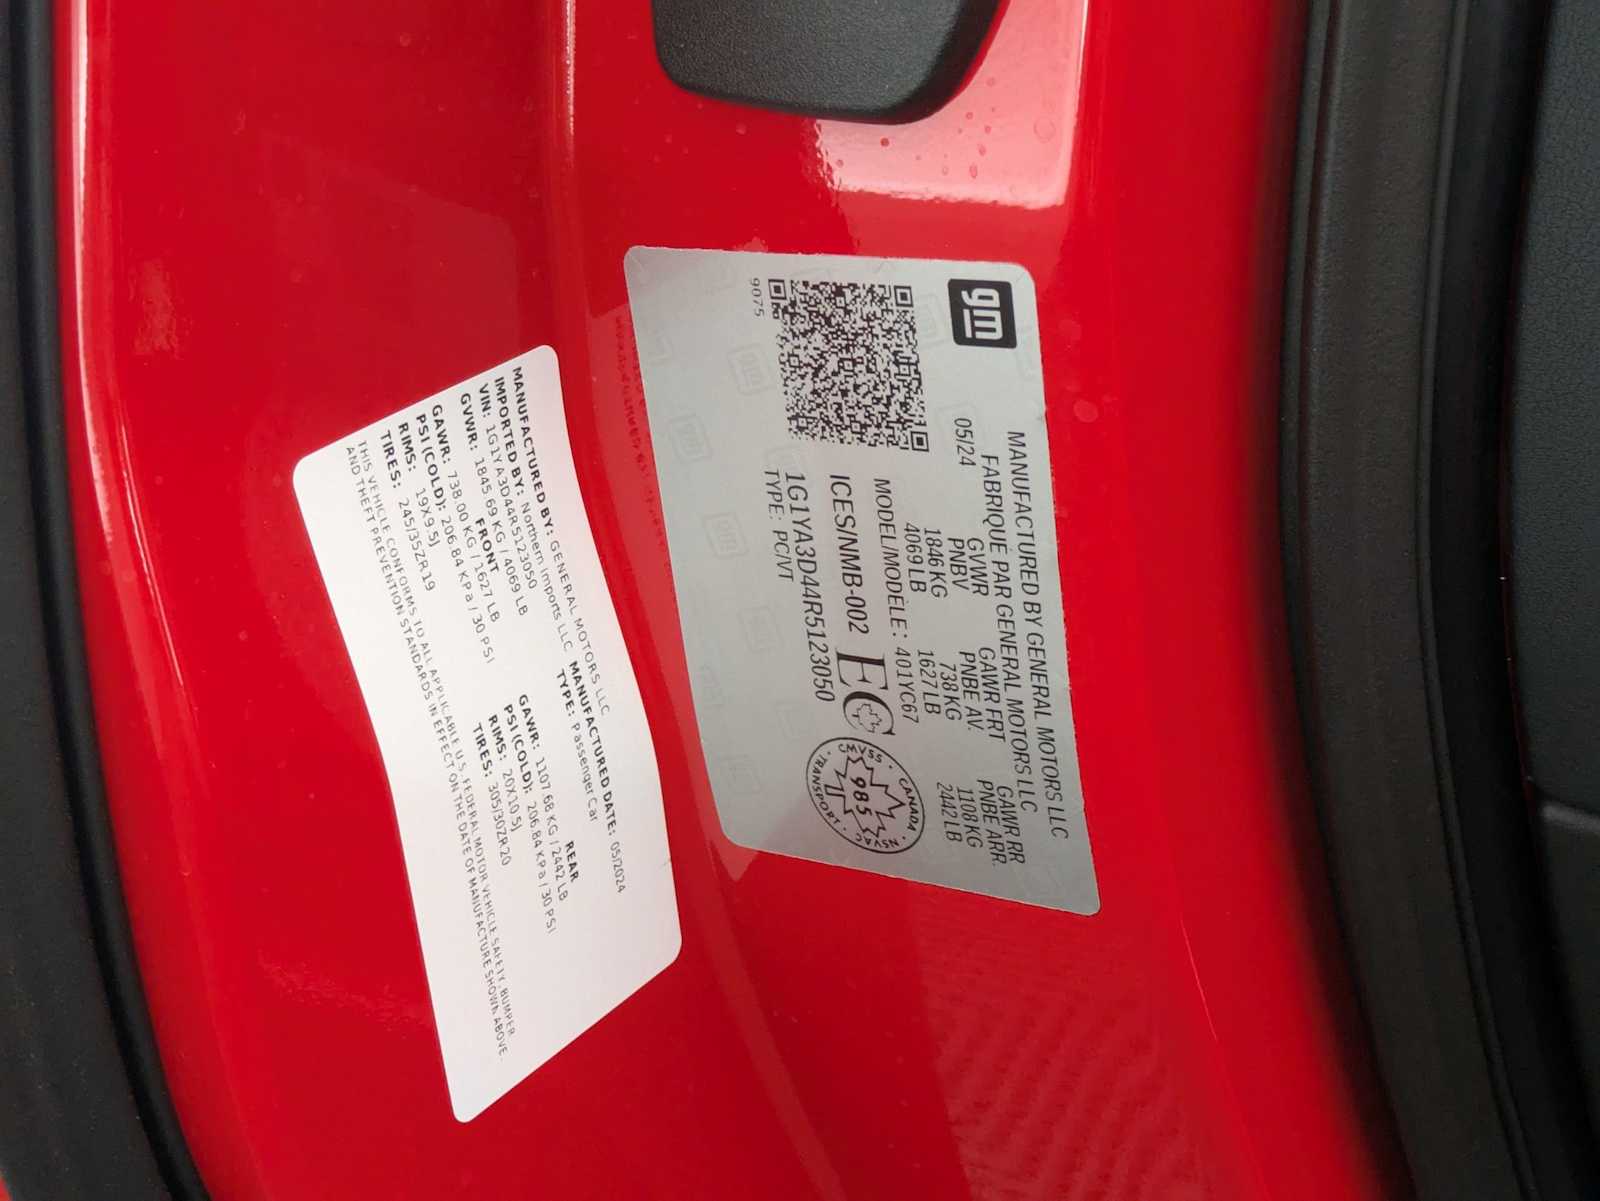 gm
MANUFACTURED BY GENERAL MOTORS LLC
FABRIQUÉ PAR GENERAL MOTORS LLC
05/24 GVWR GAWR FRT GAWR RR
PNBV PNBE AV. PNBE ARR.
1846 KG 738 KG 1108 KG
4069 LB 1627 LB 2442 LB
MODEL/MODÈLE: 401YC67
ICES/NMB-002 EC
1G1YA3D44R5123050
TYPE: PC/VT
9075
CMVSS · CANADA · NSVAC · TRANSPORT ·
985
MANUFACTURED BY: GENERAL MOTORS LLC
IMPORTED BY: Northern Imports LLC MANUFACTURED DATE: 05/2024
VIN: 1G1YA3D44R5123050 TYPE: Passenger Car
GVWR: 1845.69 KG / 4069 LB
FRONT REAR
GAWR: 738.00 KG / 1627 LB GAWR: 1107.68 KG / 2442 LB
PSI (COLD): 206.84 KPa / 30 PSI PSI (COLD): 206.84 KPa / 30 PSI
RIMS: 19X9.5J RIMS: 20X10.5J
TIRES: 245/35ZR19 TIRES: 305/30ZR20
THIS VEHICLE CONFORMS TO ALL APPLICABLE U.S. FEDERAL MOTOR VEHICLE SAFETY, BUMPER
AND THEFT PREVENTION STANDARDS IN EFFECT ON THE DATE OF MANUFACTURE SHOWN ABOVE.